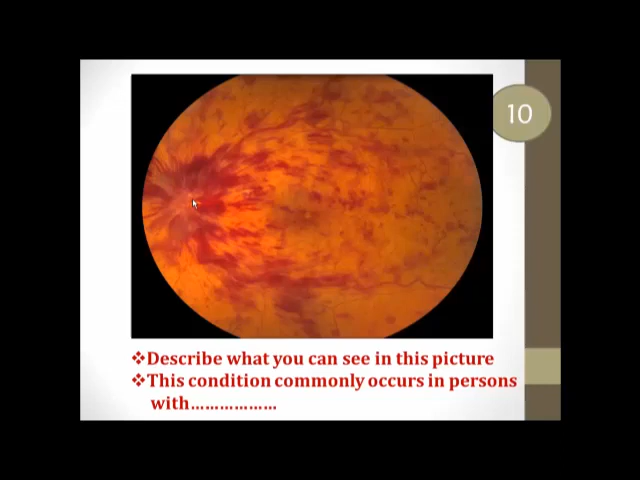 10
❖Describe what you can see in this picture
❖This condition commonly occurs in persons
with………………